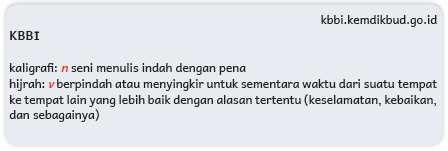 kbbi.kemdikbud.go.id
KBBI
kaligrafi: n seni menulis indah dengan pena
hijrah: v berpindah atau menyingkir untuk sementara waktu dari suatu tempat
ke tempat lain yang lebih baik dengan alasan tertentu (keselamatan, kebaikan,
dan sebagainya)